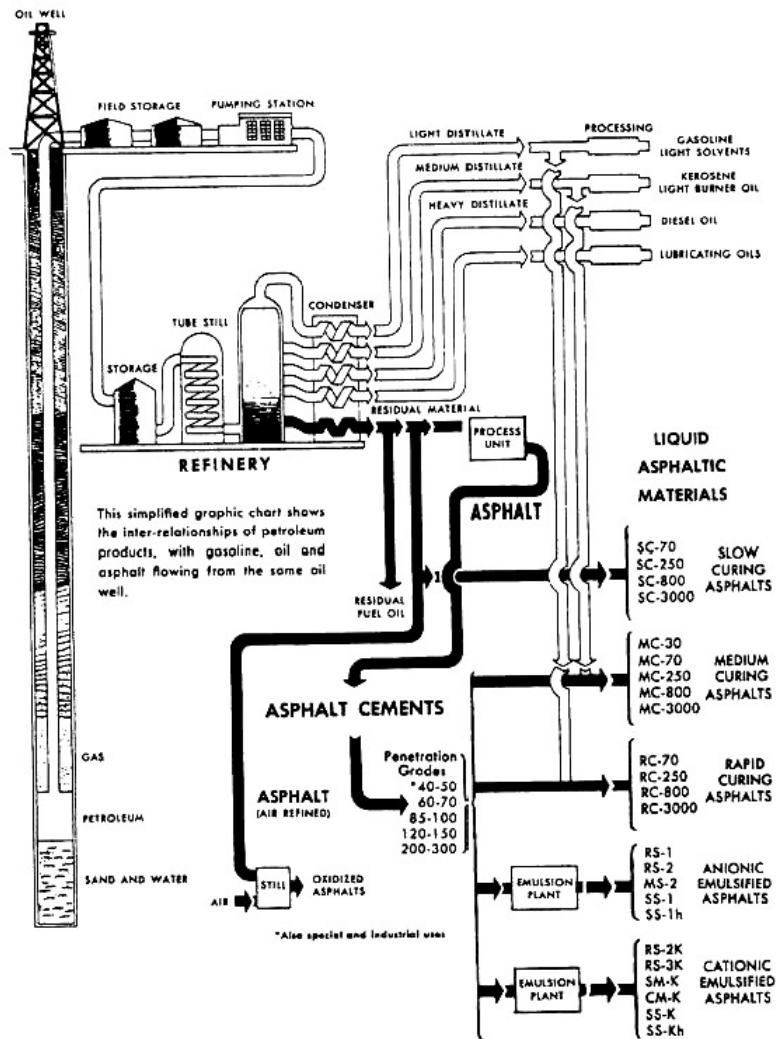 OIL WELL
FIELD STORAGE
PUMPING STATION
LIGHT DISTILLATE
PROCESSING
GASOLINE
LIGHT SOLVENTS
MEDIUM DISTILLATE
KEROSENE
LIGHT BURNER OIL
HEAVY DISTILLATE
DIESEL OIL
LUBRICATING OILS
CONDENSER
TUBE STILL
STORAGE
RESIDUAL MATERIAL
PROCESS
UNIT
REFINERY
LIQUID
ASPHALTIC
MATERIALS
ASPHALT
This simplified graphic chart shows
the inter-relationships of petroleum
products, with gasoline, oil and
asphalt flowing from the same oil
well.
RESIDUAL
FUEL OIL
SC-70
SC-250
SC-800
SC-3000
SLOW
CURING
ASPHALTS
MC-30
MC-70
MC-250
MC-800
MC-3000
MEDIUM
CURING
ASPHALTS
ASPHALT CEMENTS
GAS
PETROLEUM
SAND AND WATER
Penetration
Grades
*40-50
60-70
85-100
120-150
200-300
ASPHALT
(AIR REFINED)
RC-70
RC-250
RC-800
RC-3000
RAPID
CURING
ASPHALTS
AIR
STILL
OXIDIZED
ASPHALTS
EMULSION
PLANT
RS-1
RS-2
MS-2
SS-1
SS-1h
ANIONIC
EMULSIFIED
ASPHALTS
*Also special and industrial uses
EMULSION
PLANT
RS-2K
RS-3K
SM-K
CM-K
SS-K
SS-Kh
CATIONIC
EMULSIFIED
ASPHALTS